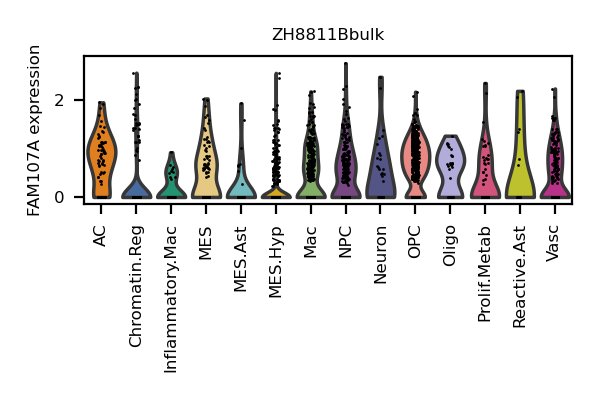 ZH8811Bbulk
FAM107A expression
2
0
AC
Chromatin.Reg
Inflammatory.Mac
MES
MES.Ast
MES.Hyp
Mac
NPC
Neuron
OPC
Oligo
Prolif.Metab
Reactive.Ast
Vasc